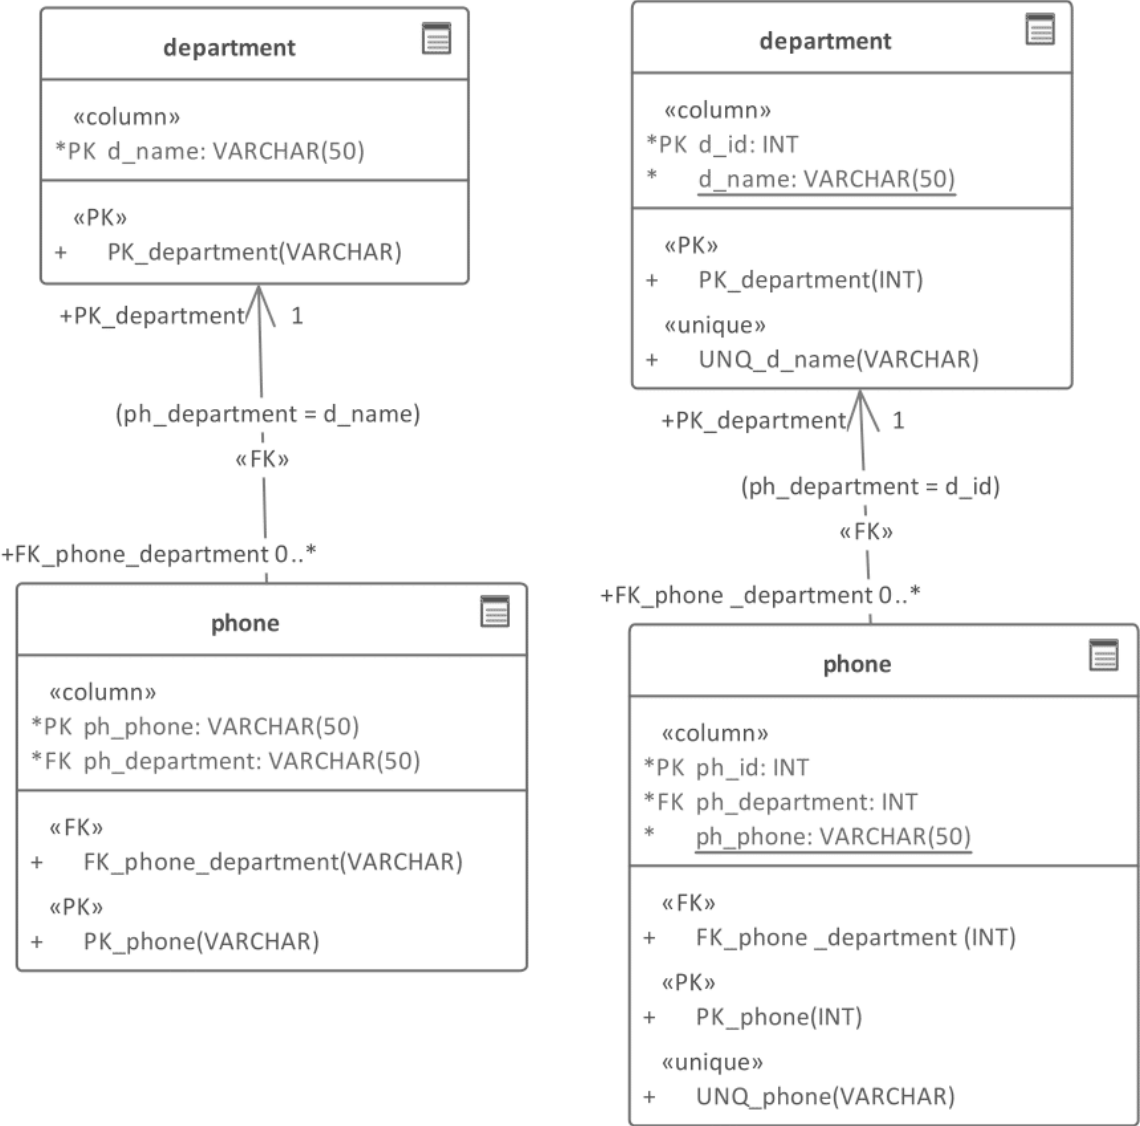 department
«column»
*PK d_name: VARCHAR(50)
«PK»
+ PK_department(VARCHAR)
+PK_department 1
(ph_department = d_name)
«FK»
+FK_phone_department 0..*
phone
«column»
*PK ph_phone: VARCHAR(50)
*FK ph_department: VARCHAR(50)
«FK»
+ FK_phone_department(VARCHAR)
«PK»
+ PK_phone(VARCHAR)
department
«column»
*PK d_id: INT
* d_name: VARCHAR(50)
«PK»
+ PK_department(INT)
«unique»
+ UNQ_d_name(VARCHAR)
+PK_department 1
(ph_department = d_id)
«FK»
+FK_phone _department 0..*
phone
«column»
*PK ph_id: INT
*FK ph_department: INT
* ph_phone: VARCHAR(50)
«FK»
+ FK_phone _department (INT)
«PK»
+ PK_phone(INT)
«unique»
+ UNQ_phone(VARCHAR)